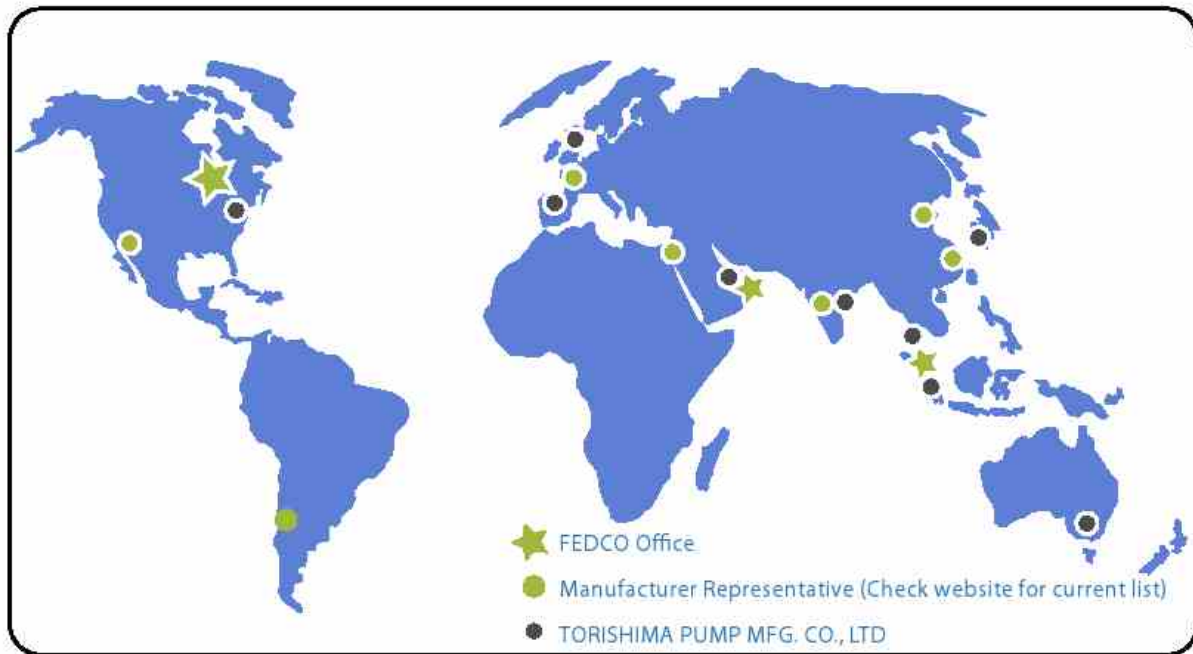 FEDCO Office
Manufacturer Representative (Check website for current list)
TORISHIMA PUMP MFG. CO., LTD